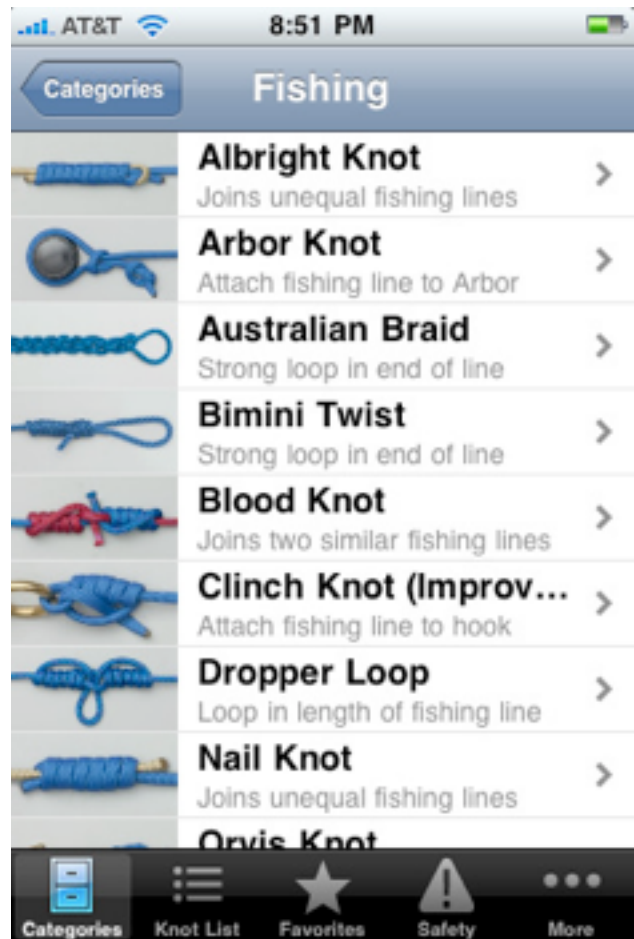 AT&T 8:51 PM
Categories Fishing
Albright Knot
Joins unequal fishing lines
Arbor Knot
Attach fishing line to Arbor
Australian Braid
Strong loop in end of line
Bimini Twist
Strong loop in end of line
Blood Knot
Joins two similar fishing lines
Clinch Knot (Improv...
Attach fishing line to hook
Dropper Loop
Loop in length of fishing line
Nail Knot
Joins unequal fishing lines
Orvis Knot
Categories Knot List Favorites Safety More